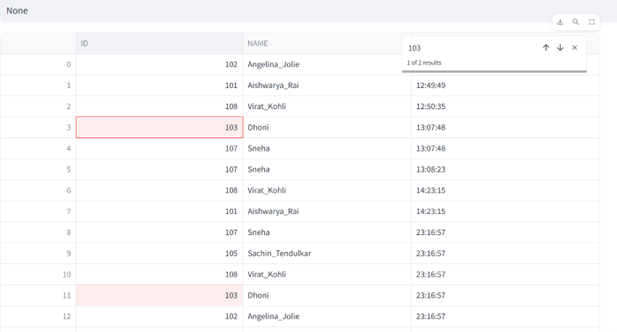 None
ID NAME
103
1 of 2 results
0 102 Angelina_Jolie
1 101 Aishwarya_Rai 12:49:49
2 108 Virat_Kohli 12:50:35
3 103 Dhoni 13:07:48
4 107 Sneha 13:07:48
5 107 Sneha 13:08:23
6 108 Virat_Kohli 14:23:15
7 101 Aishwarya_Rai 14:23:15
8 107 Sneha 23:16:57
9 105 Sachin_Tendulkar 23:16:57
10 108 Virat_Kohli 23:16:57
11 103 Dhoni 23:16:57
12 102 Angelina_Jolie 23:16:57